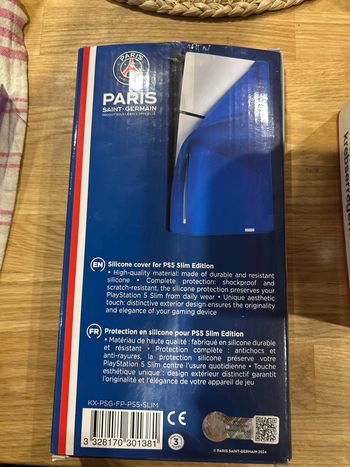 PARIS
SAINT-GERMAIN
PARIS
SAINT-GERMAIN
PRODUIT SOUS LICENCE OFFICIELLE
EN Silicone cover for PS5 Slim Edition
• High-quality material: made of durable and resistant
silicone • Complete protection: shockproof and
scratch-resistant, the silicone protection preserves your
PlayStation 5 Slim from daily wear • Unique aesthetic
touch: distinctive exterior design ensures the originality
and elegance of your gaming device
FR Protection en silicone pour PS5 Slim Edition
• Matériau de haute qualité : fabriqué en silicone durable
et résistant • Protection complète : antichocs et
anti-rayures, la protection silicone préserve votre
PlayStation 5 Slim contre l'usure quotidienne • Touche
esthétique unique : design extérieur distinctif garantit
l'originalité et l'élégance de votre appareil de jeu
KX-PSG-FP-PS5-SLIM
3 328170 301381
CE
3
© PARIS SAINT-GERMAIN 2024